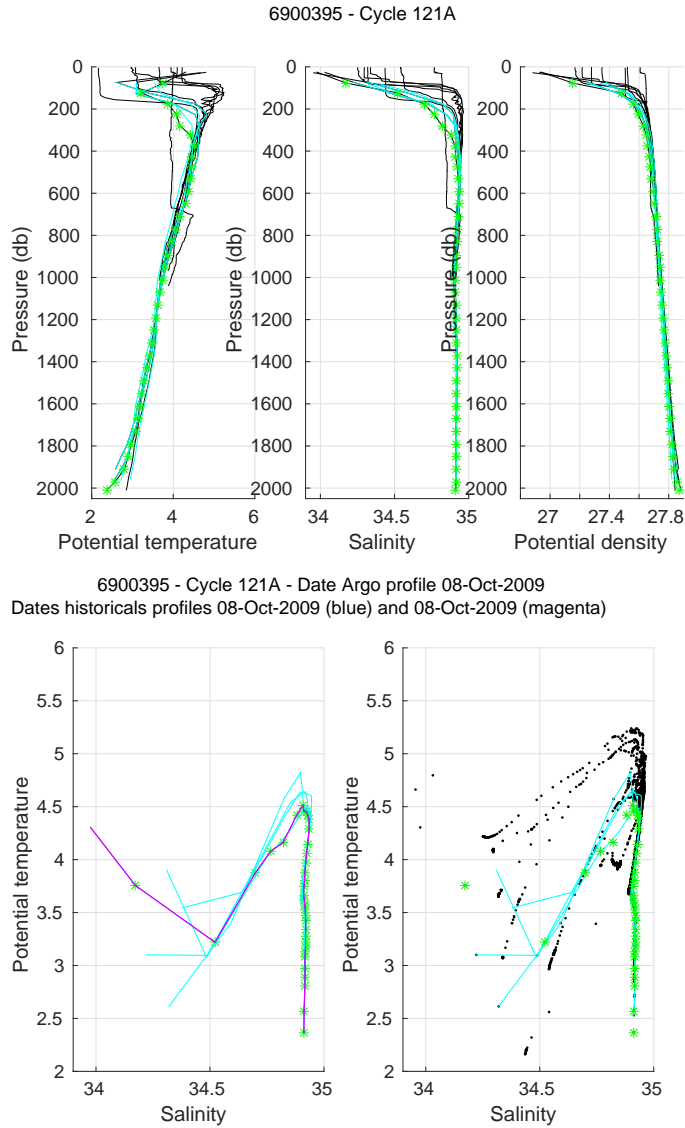 6900395 - Cycle 121A
0
200
400
600
800
1000
1200
1400
1600
1800
2000
Pressure (db)
2 4 6
Potential temperature
0
200
400
600
800
1000
1200
1400
1600
1800
2000
Pressure (db)
34 34.5 35
Salinity
0
200
400
600
800
1000
1200
1400
1600
1800
2000
Pressure (db)
27 27.4 27.8
Potential density
6900395 - Cycle 121A - Date Argo profile 08-Oct-2009
Dates historicals profiles 08-Oct-2009 (blue) and 08-Oct-2009 (magenta)
6
5.5
5
4.5
4
3.5
3
2.5
2
Potential temperature
34 34.5 35
Salinity
6
5.5
5
4.5
4
3.5
3
2.5
2
Potential temperature
34 34.5 35
Salinity